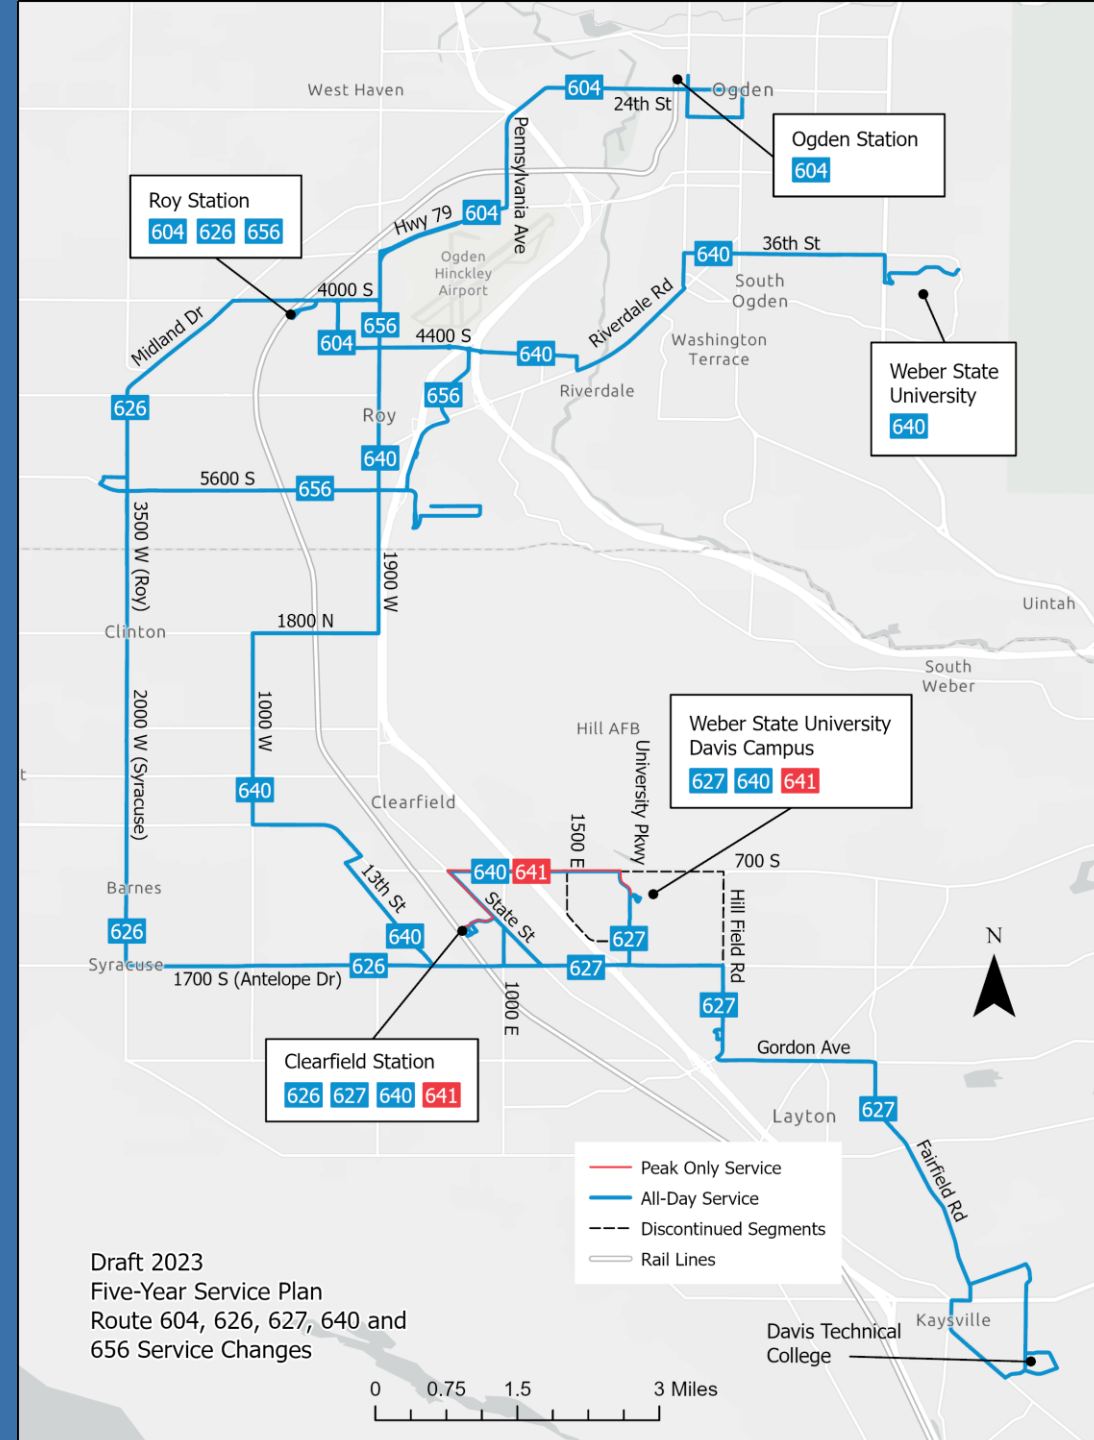 West Haven
604
24th St
Ogden
Ogden Station
604
Pennsylvania Ave
Roy Station
604 626 656
Hwy 79
604
Ogden
Hinckley
Airport
640
36th St
South
Ogden
4000 S
Midland Dr
656
604
4400 S
640
Riverdale Rd
Washington
Terrace
Weber State
University
640
626
656
Riverdale
Roy
640
5600 S
656
3500 W (Roy)
1900 W
Uintah
1800 N
Clinton
South
Weber
2000 W (Syracuse)
1000 W
Hill AFB
University Pkwy
Weber State University
Davis Campus
627 640 641
t
640
Clearfield
1500 E
700 S
640 641
13th St
State St
Hill Field Rd
Barnes
626
640
627
N
Syracuse
1700 S (Antelope Dr)
626
627
1000 E
627
Clearfield Station
626 627 640 641
Gordon Ave
Layton
627
Fairfield Rd
Peak Only Service
All-Day Service
Discontinued Segments
Rail Lines
Draft 2023
Five-Year Service Plan
Route 604, 626, 627, 640 and
656 Service Changes
Kaysville
Davis Technical
College
0 0.75 1.5 3 Miles